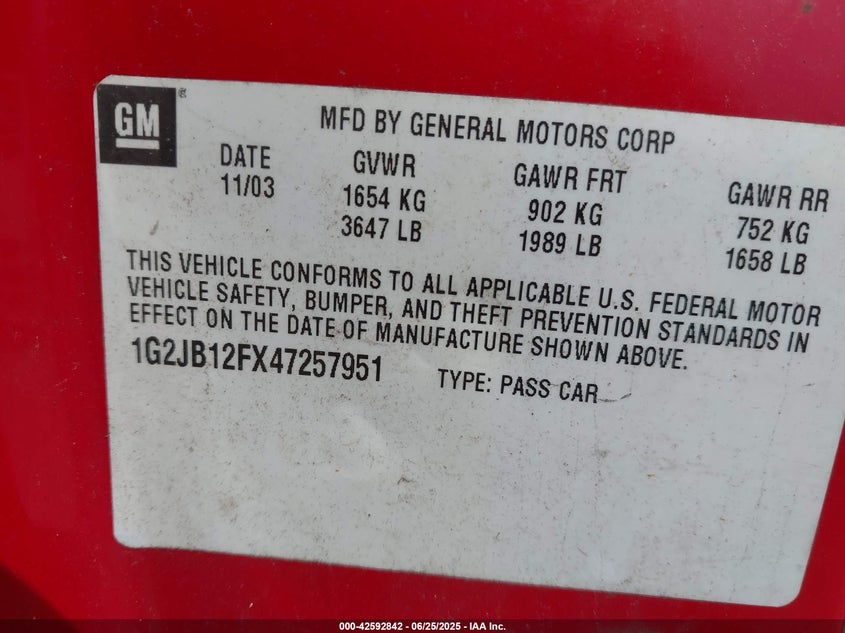 GM®
MFD BY GENERAL MOTORS CORP
DATE GVWR GAWR FRT GAWR RR
11/03 1654 KG 902 KG 752 KG
3647 LB 1989 LB 1658 LB
THIS VEHICLE CONFORMS TO ALL APPLICABLE U.S. FEDERAL MOTOR
VEHICLE SAFETY, BUMPER, AND THEFT PREVENTION STANDARDS IN
EFFECT ON THE DATE OF MANUFACTURE SHOWN ABOVE.
1G2JB12FX47257951 TYPE: PASS CAR
000-42592842 - 06/25/2025 - IAA Inc.